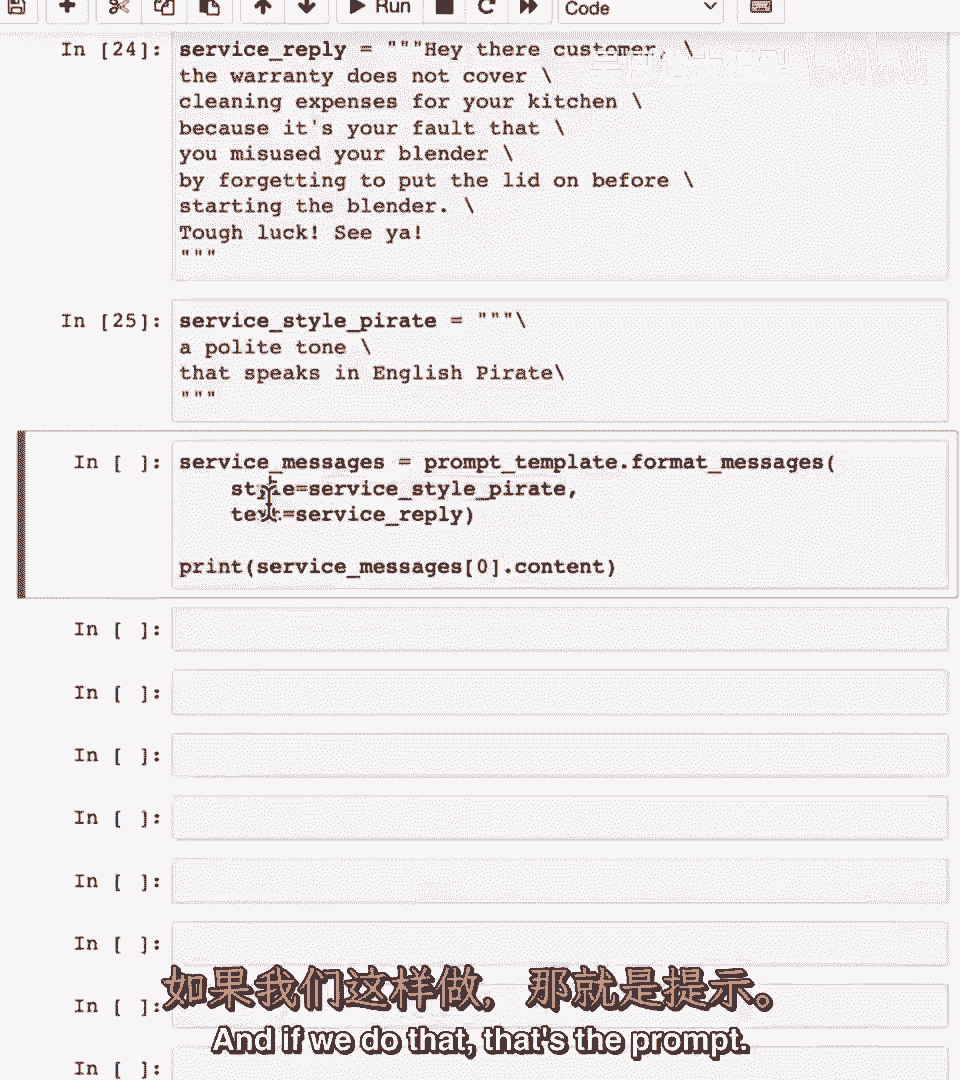 Run
Code
In [24]:
service_reply = """Hey there customer, \
the warranty does not cover \
cleaning expenses for your kitchen \
because it's your fault that \
you misused your blender \
by forgetting to put the lid on before \
starting the blender. \
Tough luck! See ya!
"""
In [25]:
service_style_pirate = """\
a polite tone \
that speaks in English Pirate\
"""
In [ ]:
service_messages = prompt_template.format_messages(
style=service_style_pirate,
text=service_reply)
print(service_messages[0].content)
In [ ]:
In [ ]:
In [ ]:
In [ ]:
In [ ]:
In [ ]:
In [ ]:
In [ ]:
如果我们这样做，那就是提示。
And if we do that, that's the prompt.